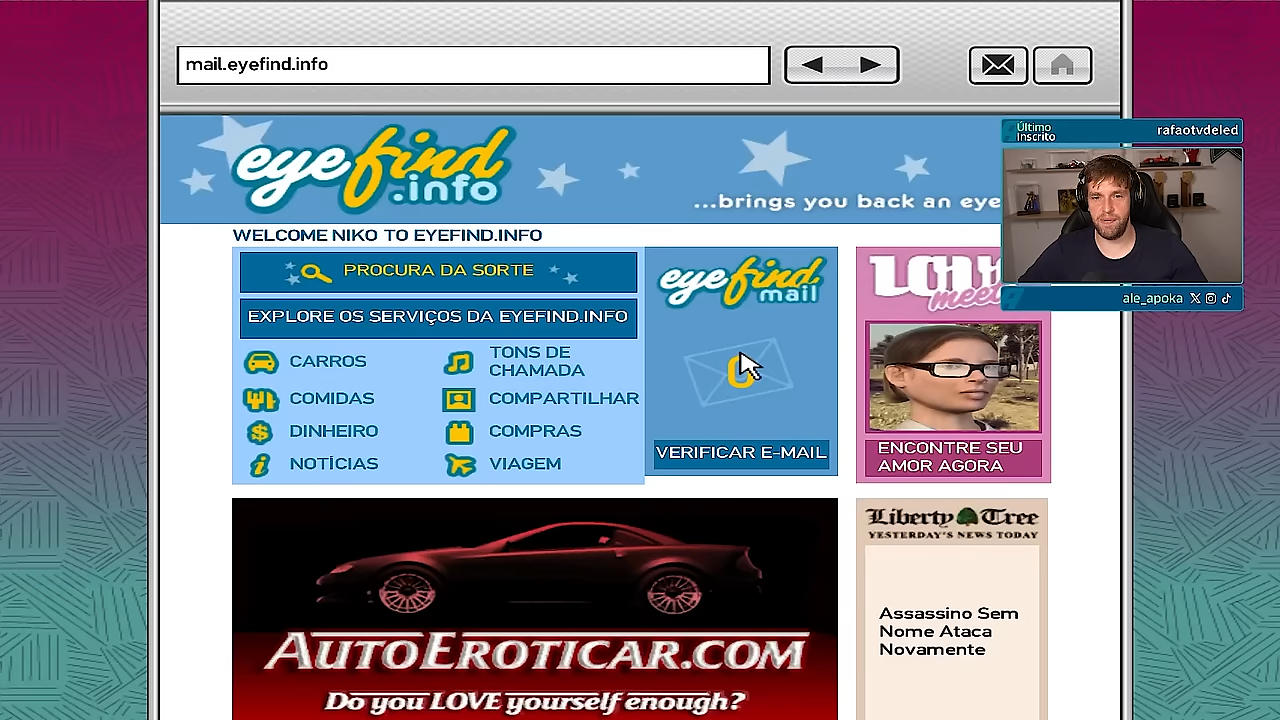 mail.eyefind.info
Último
Inscrito
rafaotvdeled
eyefind
.info
...brings you back an eye
ale_apoka
WELCOME NIKO TO EYEFIND.INFO
PROCURA DA SORTE
EXPLORE OS SERVIÇOS DA EYEFIND.INFO
CARROS
TONS DE
CHAMADA
COMIDAS
COMPARTILHAR
DINHEIRO
COMPRAS
NOTÍCIAS
VIAGEM
eyefind
mail
VERIFICAR E-MAIL
meet
ENCONTRE SEU
AMOR AGORA
AUTOEROTICAR.COM
Do you LOVE yourself enough?
Liberty Tree
YESTERDAY'S NEWS TODAY
Assassino Sem
Nome Ataca
Novamente